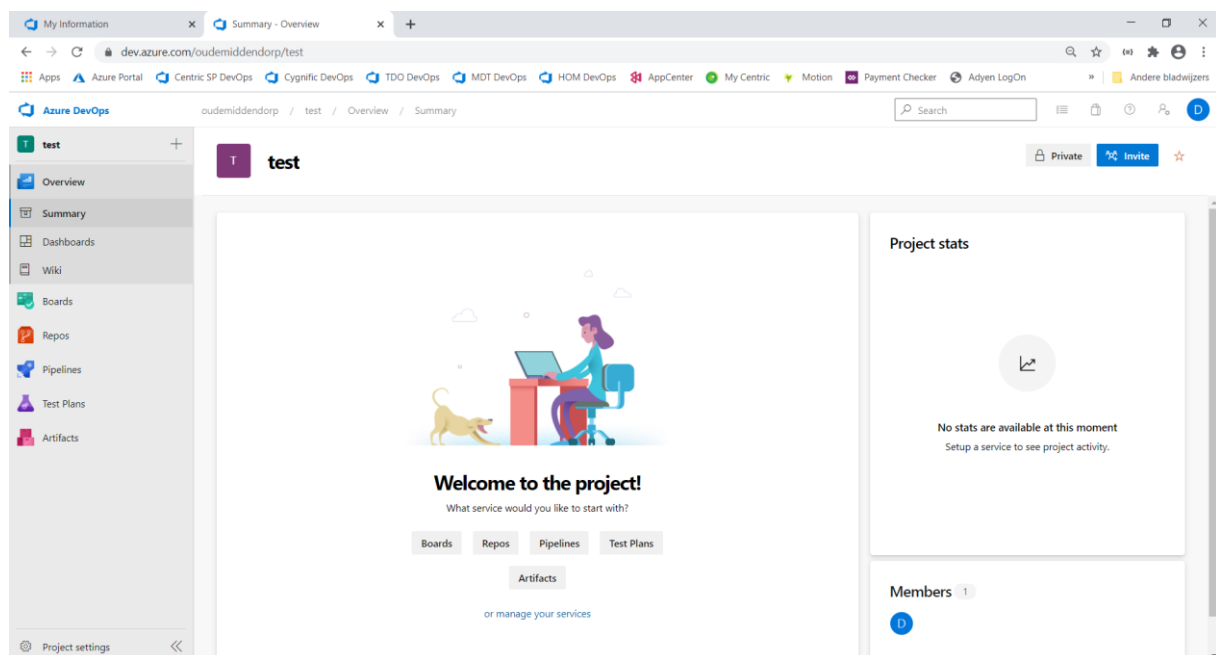 My Information
Summary - Overview
dev.azure.com/oudemiddendorp/test
Apps Azure Portal Centric SP DevOps Cygnific DevOps TDO DevOps MDT DevOps HOM DevOps AppCenter My Centric Motion Payment Checker Adyen LogOn » Andere bladwijzers
Azure DevOps oudemiddendorp / test / Overview / Summary Search D
T test
T test Private Invite
Overview
Summary
Dashboards
Wiki
Boards
Repos
Pipelines
Test Plans
Artifacts
Project settings
Welcome to the project!
What service would you like to start with?
Boards Repos Pipelines Test Plans
Artifacts
or manage your services
Project stats
No stats are available at this moment
Setup a service to see project activity.
Members 1
D